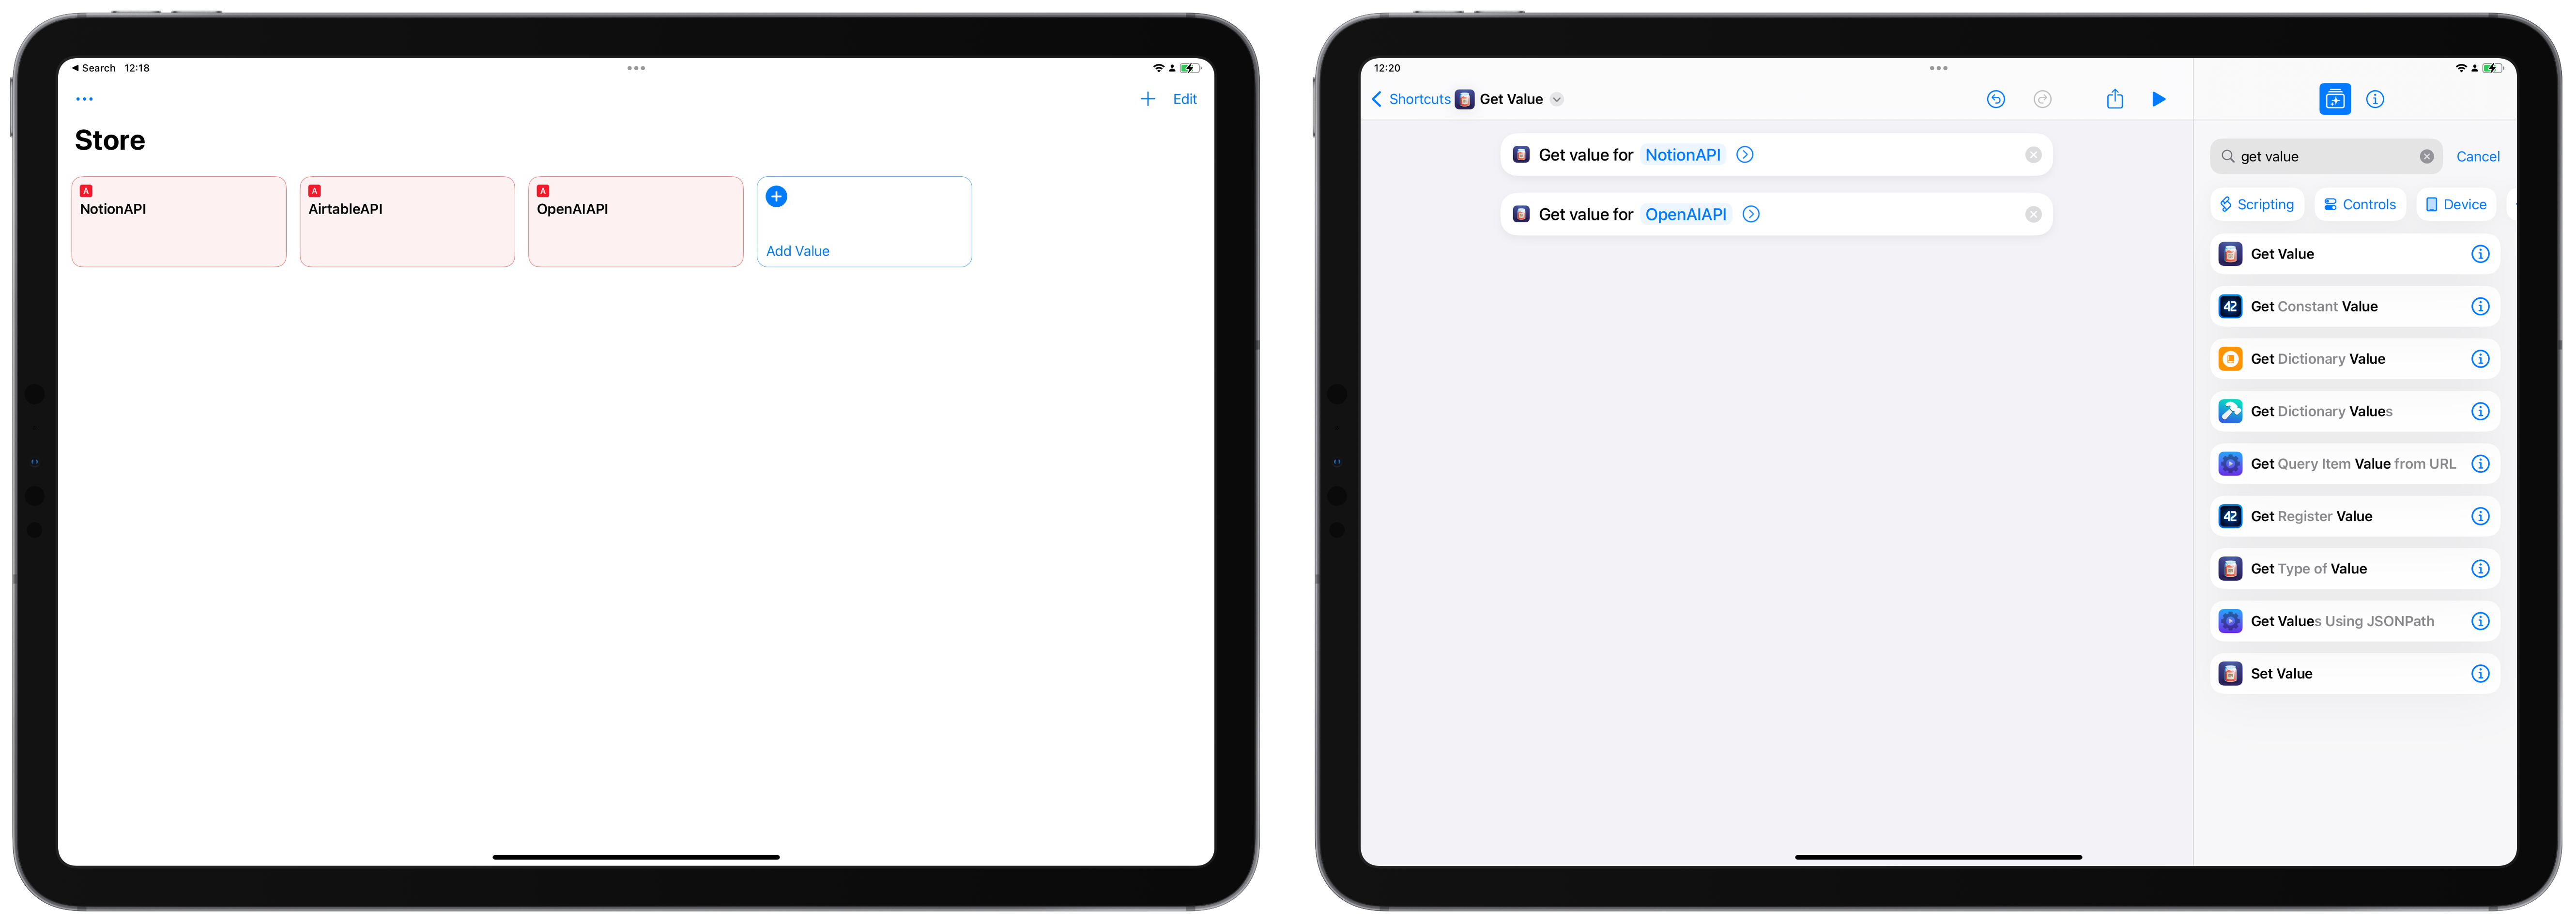 Search 12:18
Edit
Store
A
NotionAPI
A
AirtableAPI
A
OpenAIAPI
Add Value
12:20
Shortcuts Get Value
Get value for NotionAPI
Get value for OpenAIAPI
get value
Cancel
Scripting Controls Device
Get Value
42 Get Constant Value
Get Dictionary Value
Get Dictionary Values
Get Query Item Value from URL
42 Get Register Value
Get Type of Value
Get Values Using JSONPath
Set Value